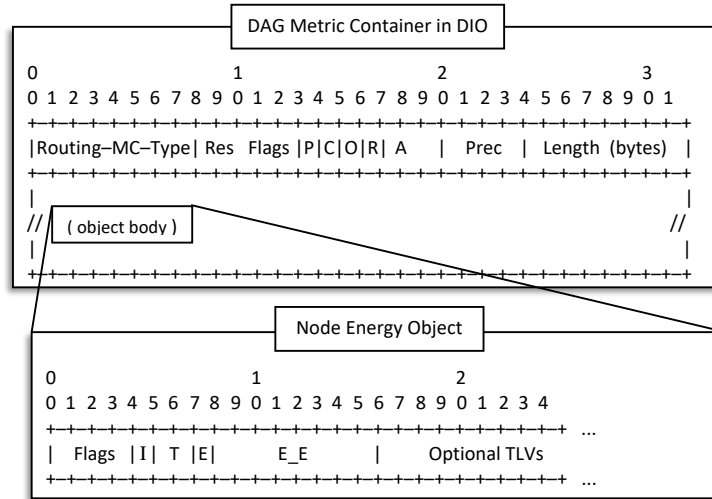 DAG Metric Container in DIO
0 1 2 3
0 1 2 3 4 5 6 7 8 9 0 1 2 3 4 5 6 7 8 9 0 1 2 3 4 5 6 7 8 9 0 1
+–+–+–+–+–+–+–+–+–+–+–+–+–+–+–+–+–+–+–+–+–+–+–+–+–+–+–+–+–+–+–+–+
|Routing–MC–Type| Res Flags|P|C|O|R| A | Prec | Length (bytes) |
+–+–+–+–+–+–+–+–+–+–+–+–+–+–+–+–+–+–+–+–+–+–+–+–+–+–+–+–+–+–+–+–+
| |
// ( object body ) //
| |
+–+–+–+–+–+–+–+–+–+–+–+–+–+–+–+–+–+–+–+–+–+–+–+–+–+–+–+–+–+–+–+–+
Node Energy Object
0 1 2
0 1 2 3 4 5 6 7 8 9 0 1 2 3 4 5 6 7 8 9 0 1 2 3 4
+–+–+–+–+–+–+–+–+–+–+–+–+–+–+–+–+–+–+–+–+–+–+–+–+–+ ...
| Flags |I| T |E| E_E | Optional TLVs
+–+–+–+–+–+–+–+–+–+–+–+–+–+–+–+–+–+–+–+–+–+–+–+–+–+ ...